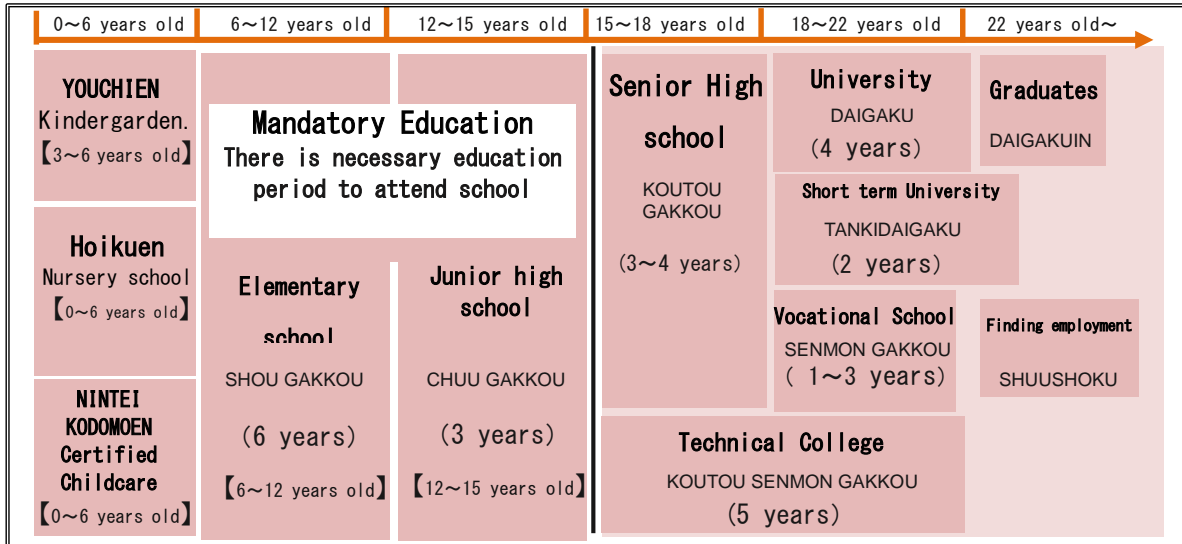 0～6 years old
6～12 years old
12～15 years old
15～18 years old
18～22 years old
22 years old～
YOUCHIEN
Kindergarden.
【3～6 years old】
Hoikuen
Nursery school
【0～6 years old】
NINTEI
KODOMOEN
Certified
Childcare
【0～6 years old】
Mandatory Education
There is necessary education
period to attend school
Elementary
school
SHOU GAKKOU
(6 years)
【6～12 years old】
Junior high
school
CHUU GAKKOU
(3 years)
【12～15 years old】
Senior High
school
KOUTOU
GAKKOU
(3～4 years)
University
DAIGAKU
(4 years)
Short term University
TANKIDAIGAKU
(2 years)
Vocational School
SENMON GAKKOU
( 1～3 years)
Technical College
KOUTOU SENMON GAKKOU
(5 years)
Graduates
DAIGAKUIN
Finding employment
SHUUSHOKU